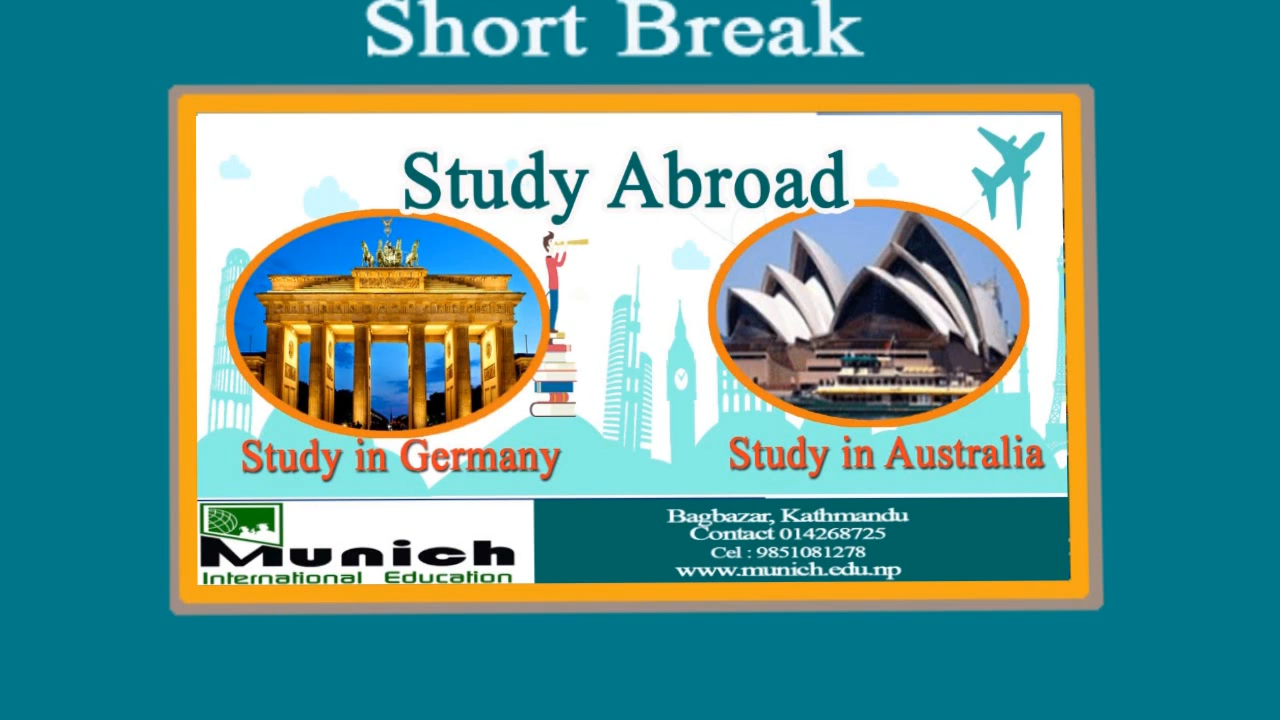 Short Break
Study Abroad
Study in Germany
Study in Australia
Munich
International Education
Bagbazar, Kathmandu
Contact 014268725
Cel : 9851081278
www.munich.edu.np